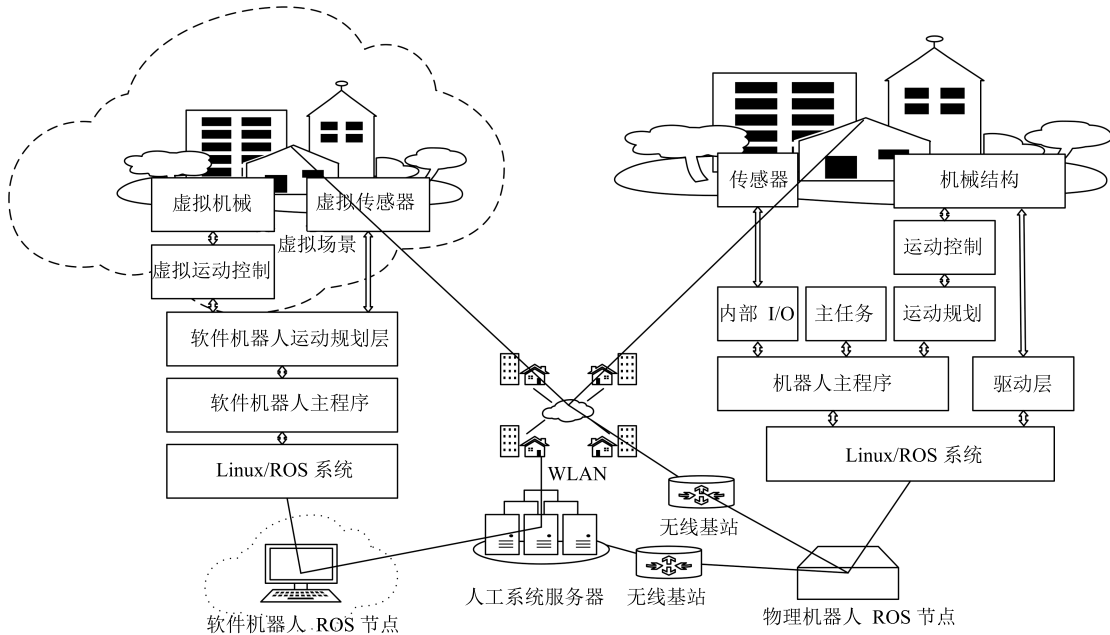 传感器
机械结构
虚拟机械
虚拟传感器
虚拟场景
运动控制
虚拟运动控制
内部 I/O
主任务
运动规划
软件机器人运动规划层
机器人主程序
驱动层
软件机器人主程序
Linux/ROS 系统
Linux/ROS 系统
WLAN
无线基站
人工系统服务器
无线基站
软件机器人 ROS 节点
物理机器人 ROS 节点